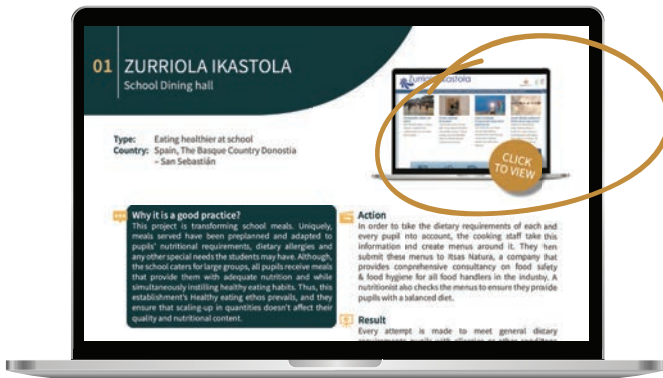 01 ZURRIOLA IKASTOLA
School Dining hall
Zurriola Ikastola
CLICK
TO VIEW
Type: Eating healthier at school
Country: Spain, The Basque Country Donostia
– San Sebastián
Why it is a good practice?
This project is transforming school meals. Uniquely,
meals served have been preplanned and adapted to
pupils' nutritional requirements, dietary allergies and
any other special needs the students may have. Although,
the school caters for large groups, all pupils receive meals
that provide them with adequate nutrition and while
simultaneously instilling healthy eating habits. Thus, this
establishment's Healthy eating ethos prevails, and they
ensure that scaling-up in quantities doesn't affect their
quality and nutritional content.
Action
In order to take the dietary requirements of each and
every pupil nto account, the cooking staff take this
information and create menus around it. They hen
submit these menus to Itsas Natura, a company that
provides conprehensive consultancy on food safety
& food hygiene for all food handlers in the industry. A
nutritionist also checks the menus to ensure they provide
pupils with a balanced diet.
Result
Every attempt is made to meet general dietary